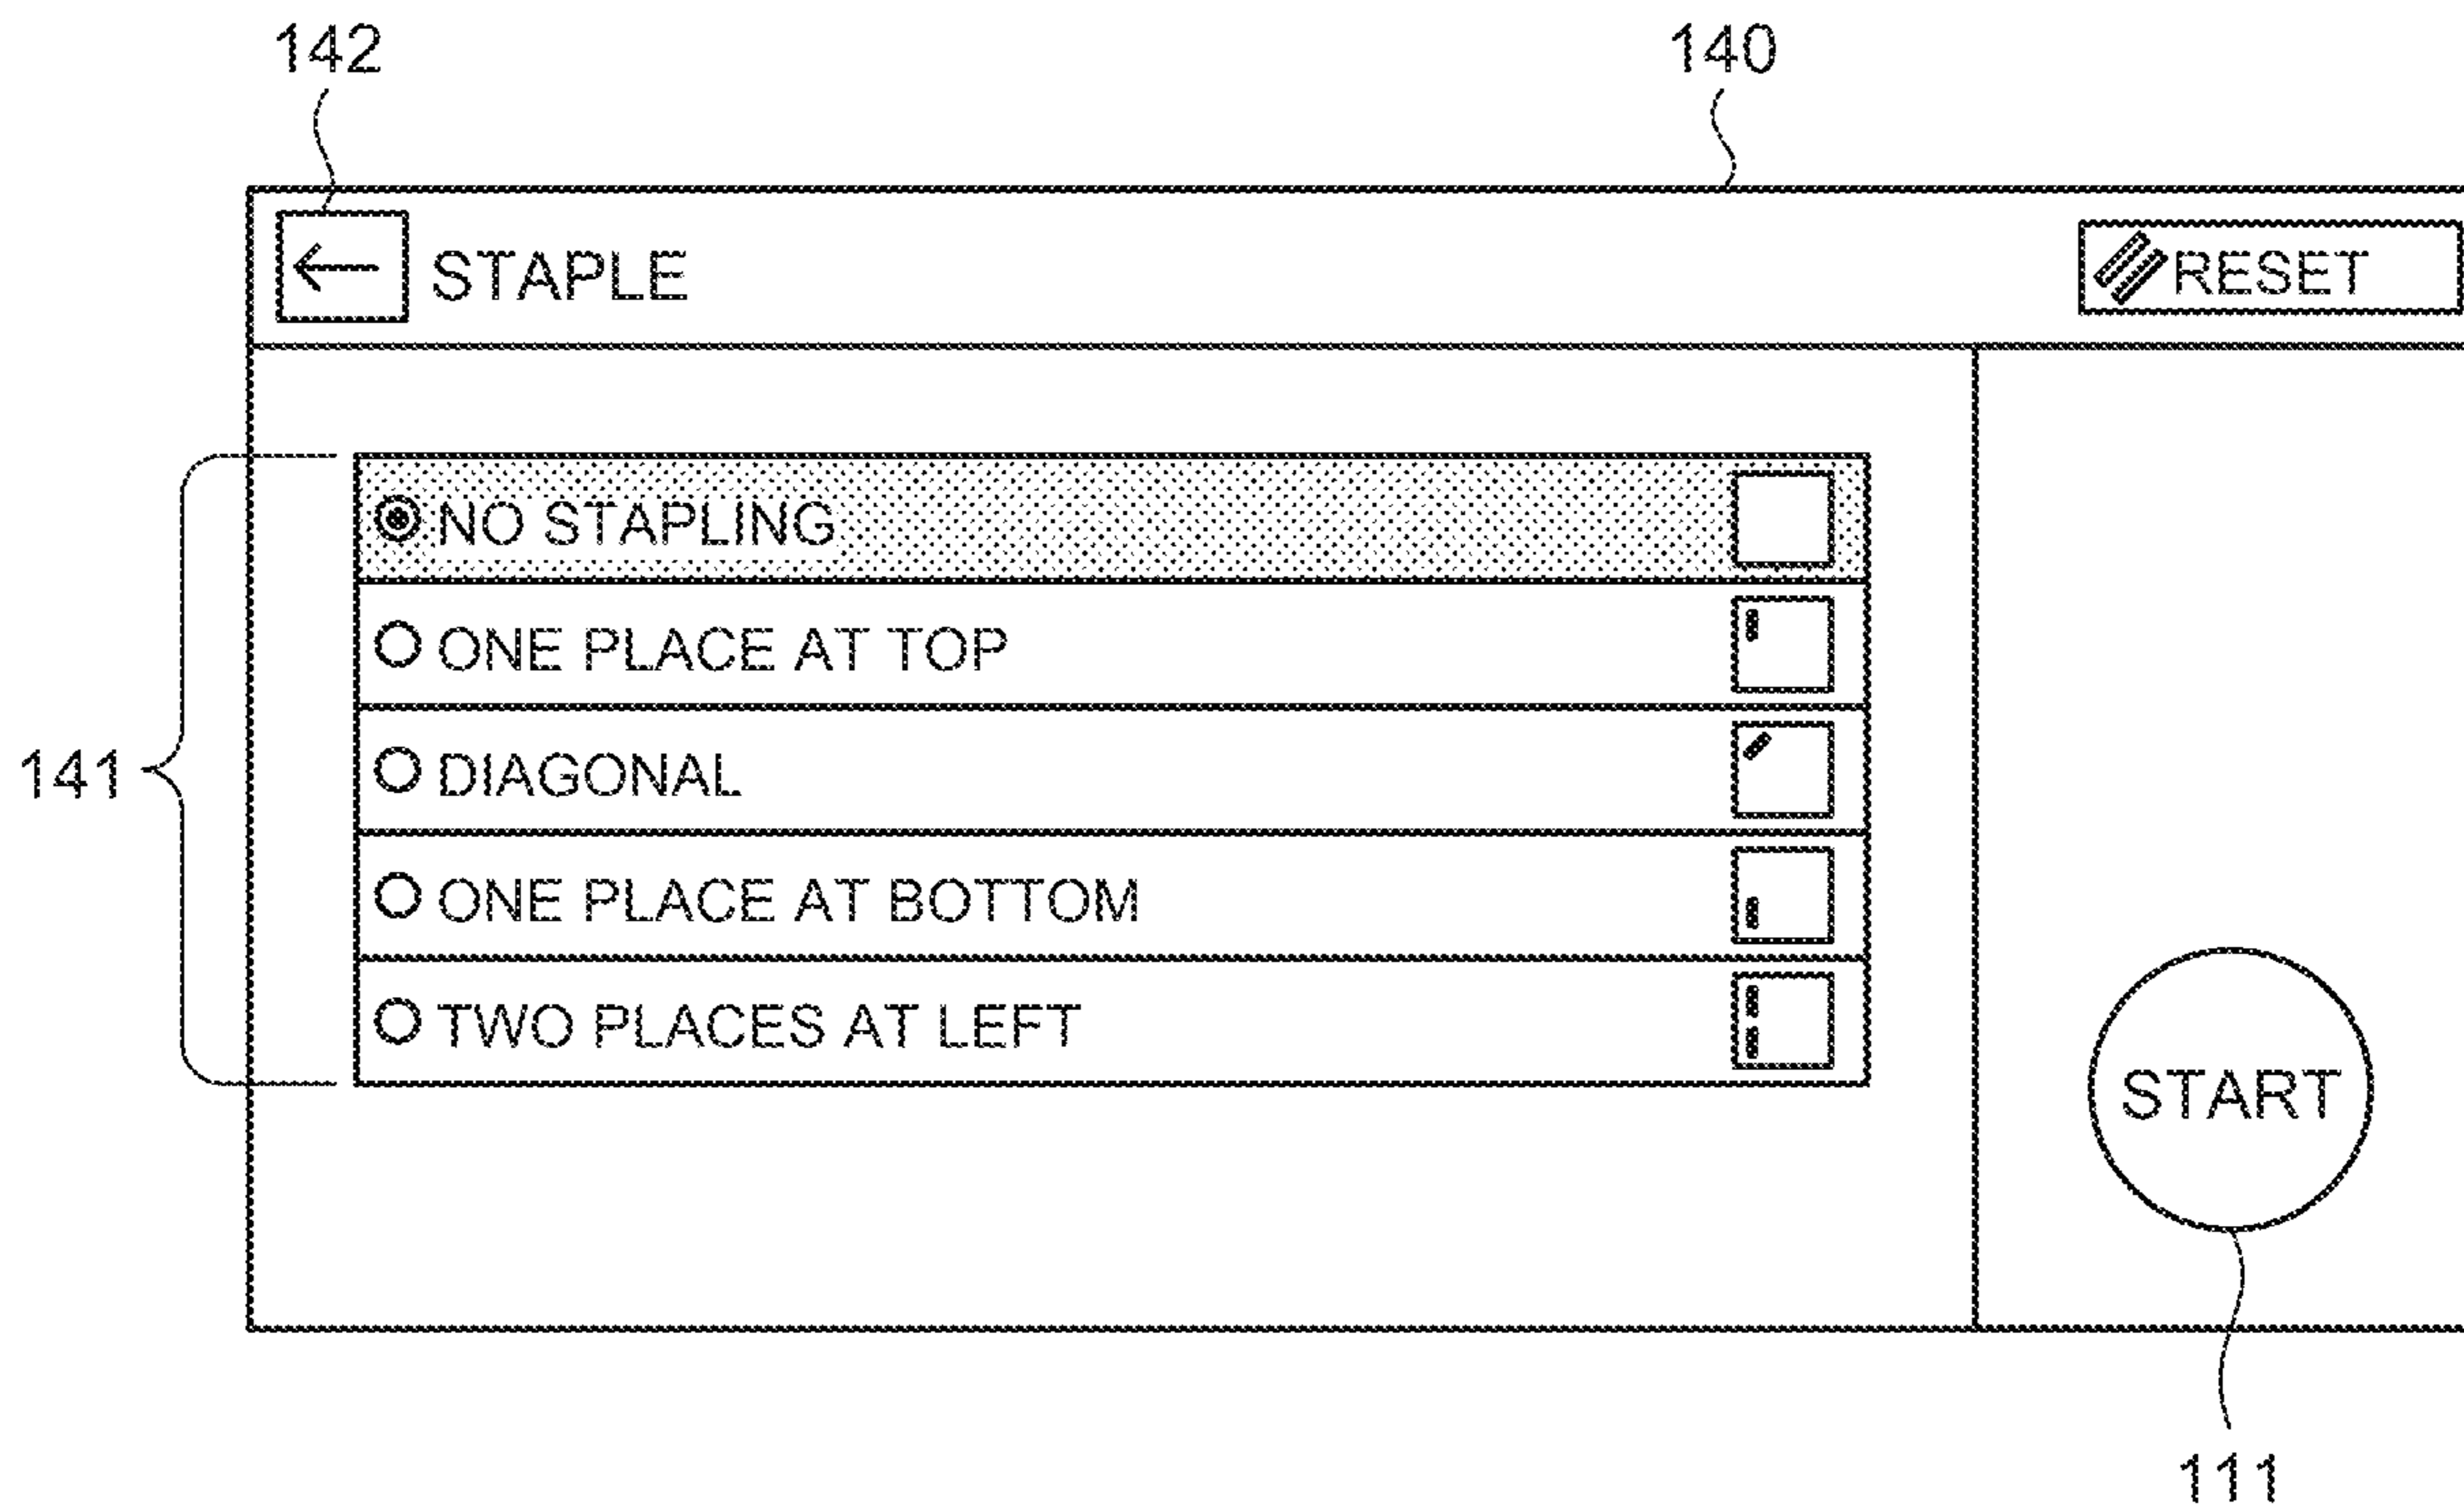 142
140
STAPLE
RESET
NO STAPLING
ONE PLACE AT TOP
DIAGONAL
141
ONE PLACE AT BOTTOM
TWO PLACES AT LEFT
START
111